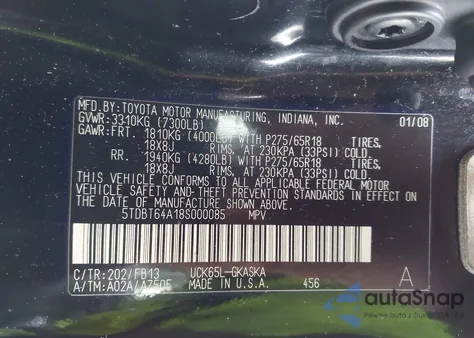 MFD.BY:TOYOTA MOTOR MANUFACTURING, INDIANA, INC. 01/08
GVWR:3310KG (7300LB)
GAWR:FRT. 1810KG (4000LB) WITH P275/65R18 TIRES.
18X8J RIMS, AT 230KPA (33PSI) COLD.
RR. 1940KG (4280LB) WITH P275/65R18 TIRES.
18X8J RIMS, AT 230KPA (33PSI) COLD.
THIS VEHICLE CONFORMS TO ALL APPLICABLE FEDERAL MOTOR
VEHICLE SAFETY AND THEFT PREVENTION STANDARDS IN EFFECT ON
THE DATE OF MANUFACTURE SHOWN ABOVE.
5TDBT64A18S000085 MPV
C/TR:202/FB13 UCK65L-GKASKA A
A/TM:A02A/A750F MADE IN U.S.A. 456
autaSnap